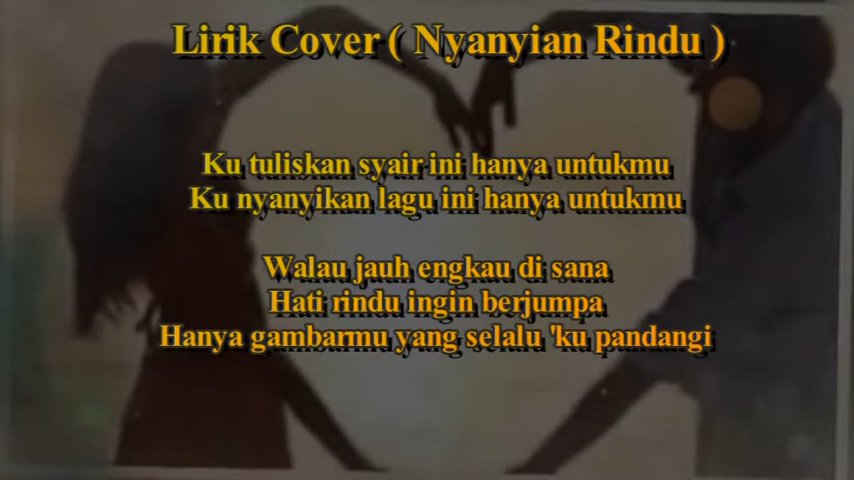 Lirik Cover ( Nyanyian Rindu )
Ku tuliskan syair ini hanya untukmu
Ku nyanyikan lagu ini hanya untukmu
Walau jauh engkau di sana
Hati rindu ingin berjumpa
Hanya gambarmu yang selalu 'ku pandangi